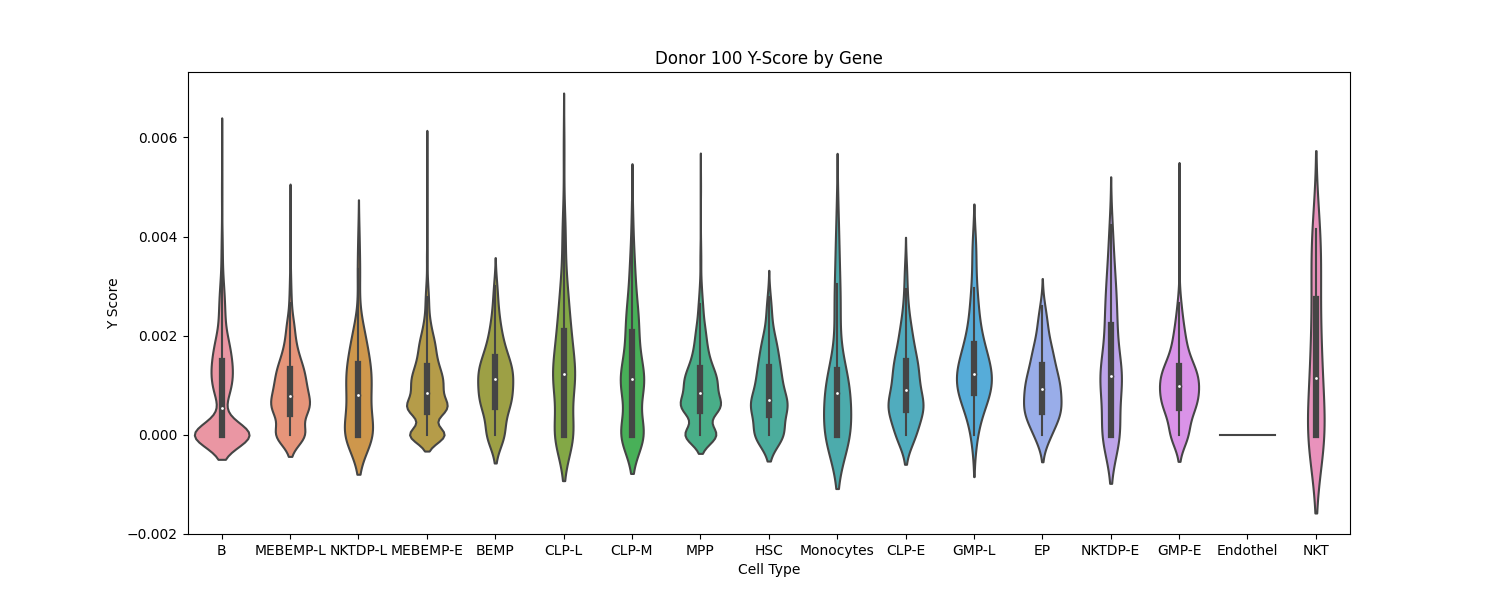 Donor 100 Y-Score by Gene
Y Score
0.006
0.004
0.002
0.000
−0.002
B MEBEMP-L NKTDP-L MEBEMP-E BEMP CLP-L CLP-M MPP HSC Monocytes CLP-E GMP-L EP NKTDP-E GMP-E Endothel NKT
Cell Type